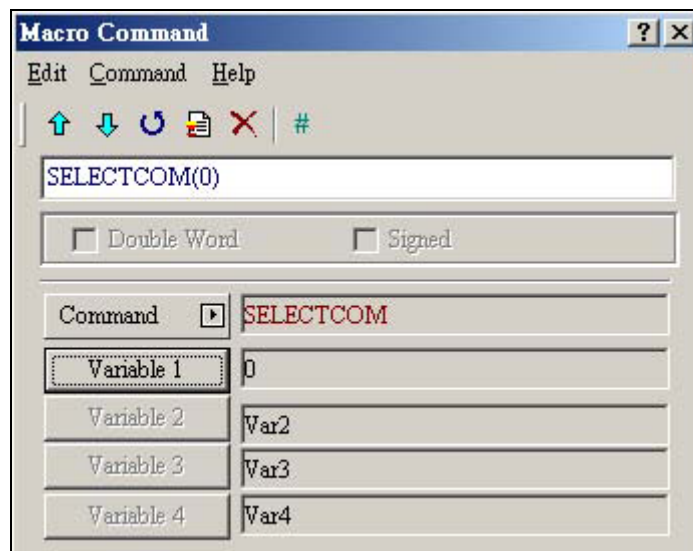 Macro Command
Edit Command Help
#
SELECTCOM(0)
Double Word Signed
Command SELECTCOM
Variable 1 0
Variable 2 Var2
Variable 3 Var3
Variable 4 Var4